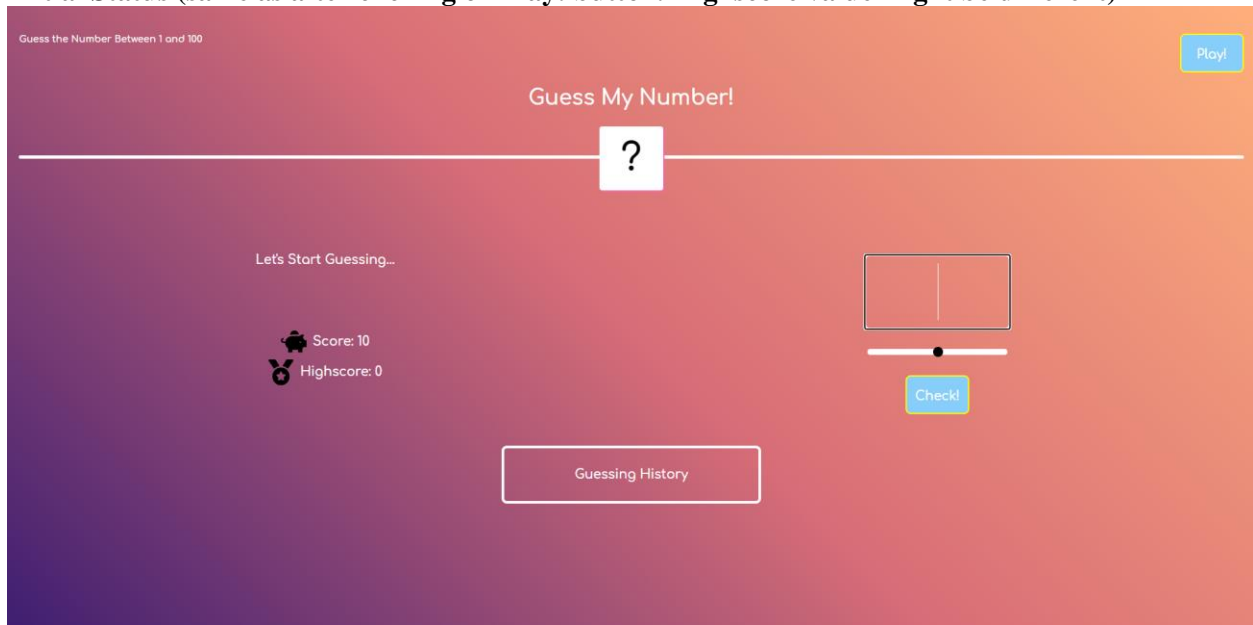 Guess the Number Between 1 and 100
Play!
Guess My Number!
?
Let's Start Guessing...
Score: 10
Highscore: 0
Check!
Guessing History